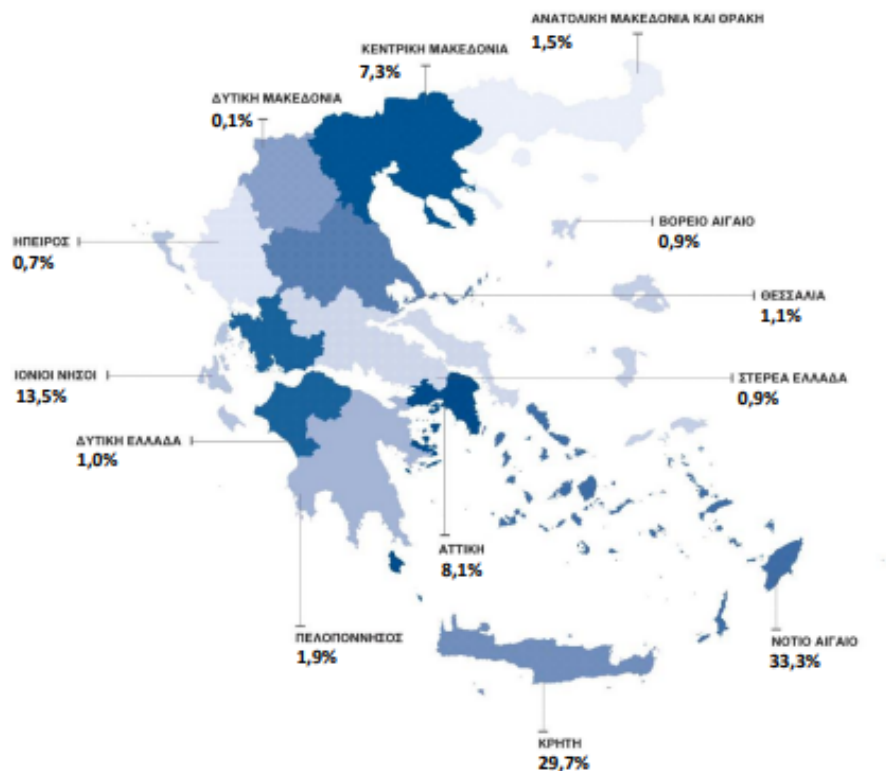 ΑΝΑΤΟΛΙΚΗ ΜΑΚΕΔΟΝΙΑ ΚΑΙ ΘΡΑΚΗ
1,5%
ΚΕΝΤΡΙΚΗ ΜΑΚΕΔΟΝΙΑ
7,3%
ΔΥΤΙΚΗ ΜΑΚΕΔΟΝΙΑ
0,1%
ΒΟΡΕΙΟ ΑΙΓΑΙΟ
0,9%
ΗΠΕΙΡΟΣ
0,7%
ΘΕΣΣΑΛΙΑ
1,1%
ΙΟΝΙΟΙ ΝΗΣΟΙ
13,5%
ΣΤΕΡΕΑ ΕΛΛΑΔΑ
0,9%
ΔΥΤΙΚΗ ΕΛΛΑΔΑ
1,0%
ΑΤΤΙΚΗ
8,1%
ΠΕΛΟΠΟΝΝΗΣΟΣ
1,9%
ΝΟΤΙΟ ΑΙΓΑΙΟ
33,3%
ΚΡΗΤΗ
29,7%